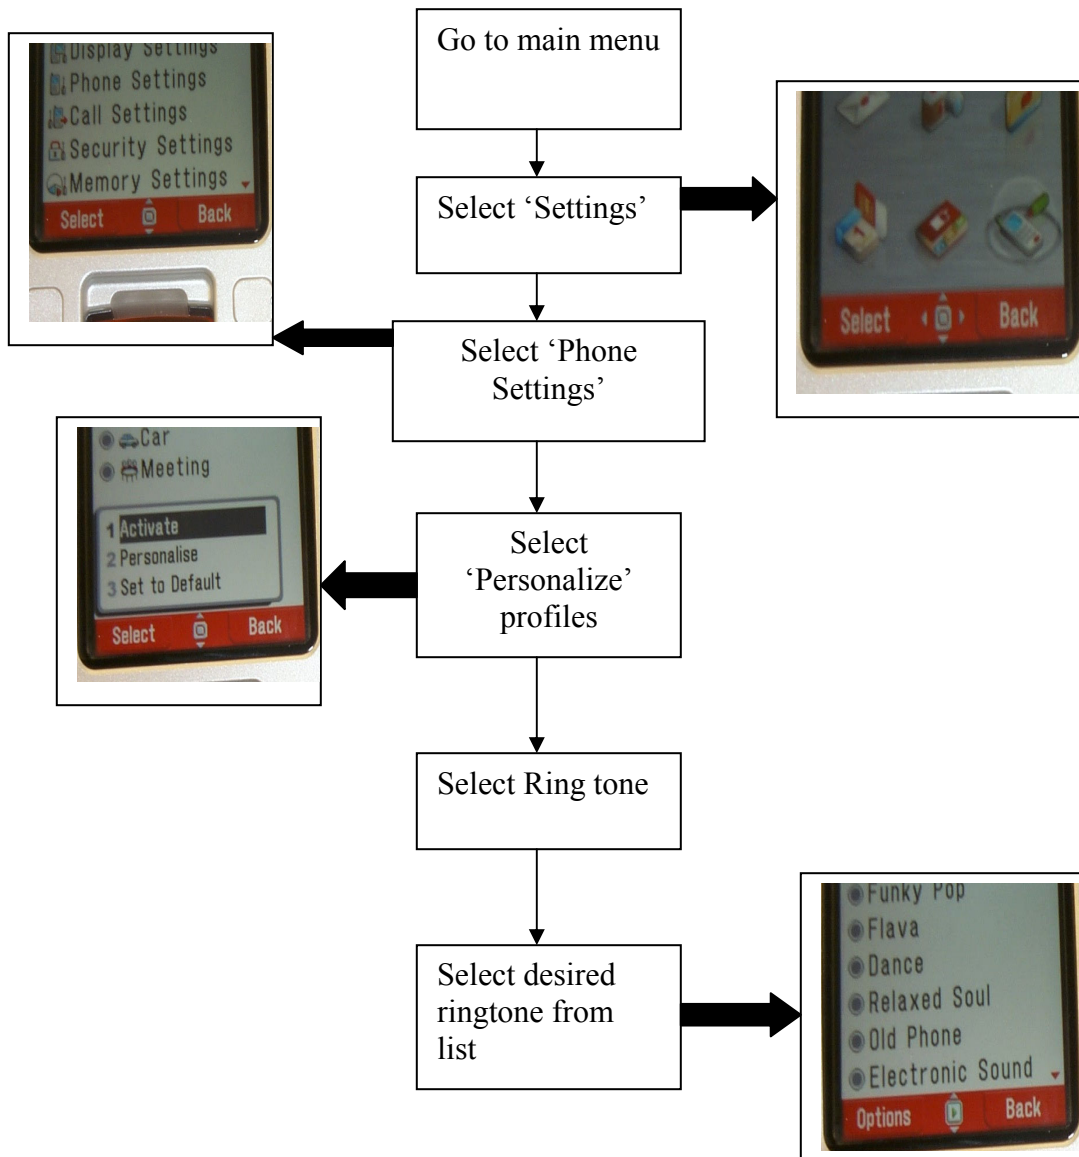 Go to main menu
Display Settings
Phone Settings
Call Settings
Security Settings
Memory Settings
Select Back
Select ‘Settings’
Select Back
Select ‘Phone
Settings’
Car
Meeting
1 Activate
2 Personalise
3 Set to Default
Select Back
Select
‘Personalize’
profiles
Select Ring tone
Select desired
ringtone from
list
Funky Pop
Flava
Dance
Relaxed Soul
Old Phone
Electronic Sound
Options Back